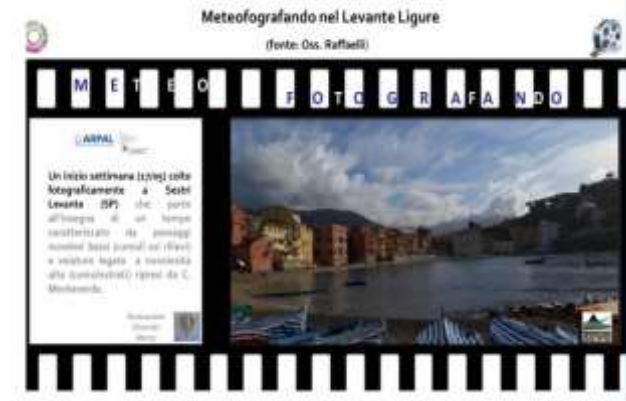 Meteofografando nel Levante Ligure
(fonte: Oss. Raffaelli)
METEO
FOTOGRAFANDO
ARPAL
Un inizio settimana (17/05) colto
fotograficamente a Sestri
Levante (SP) che parte
all'insegna di un tempo
caratterizzato da passaggi
nuvolosi bassi (cumuli sui rilievi)
e velature legate a nuvolosità
alta (cumulostrati) ripresi da C.
Monteverde.